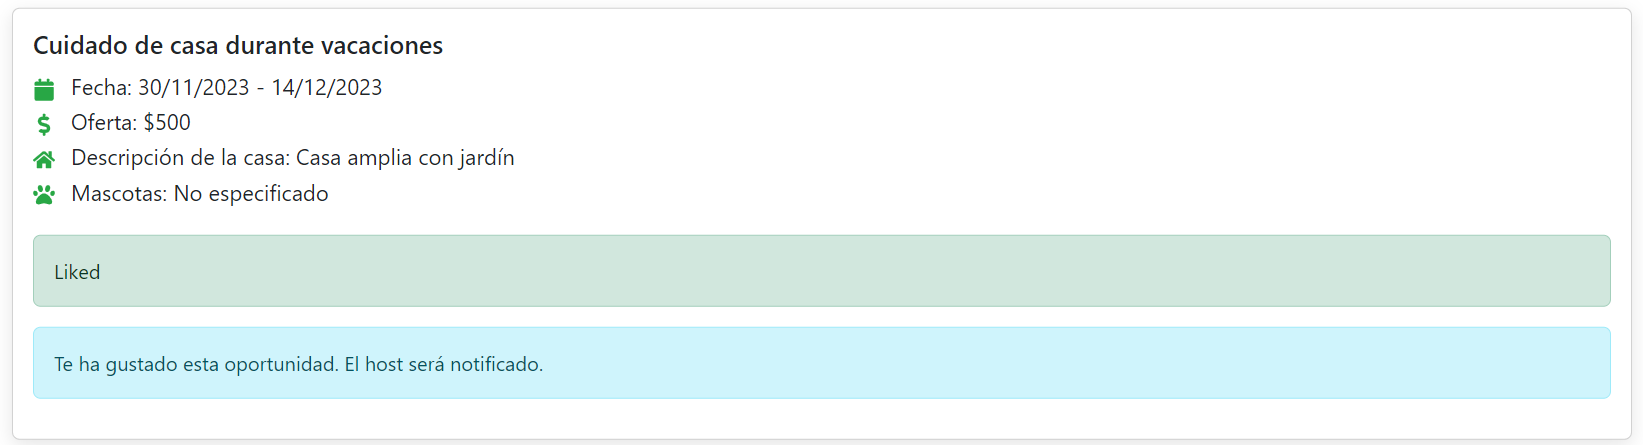 Cuidado de casa durante vacaciones
Fecha: 30/11/2023 - 14/12/2023
Oferta: $500
Descripción de la casa: Casa amplia con jardín
Mascotas: No especificado
Liked
Te ha gustado esta oportunidad. El host será notificado.